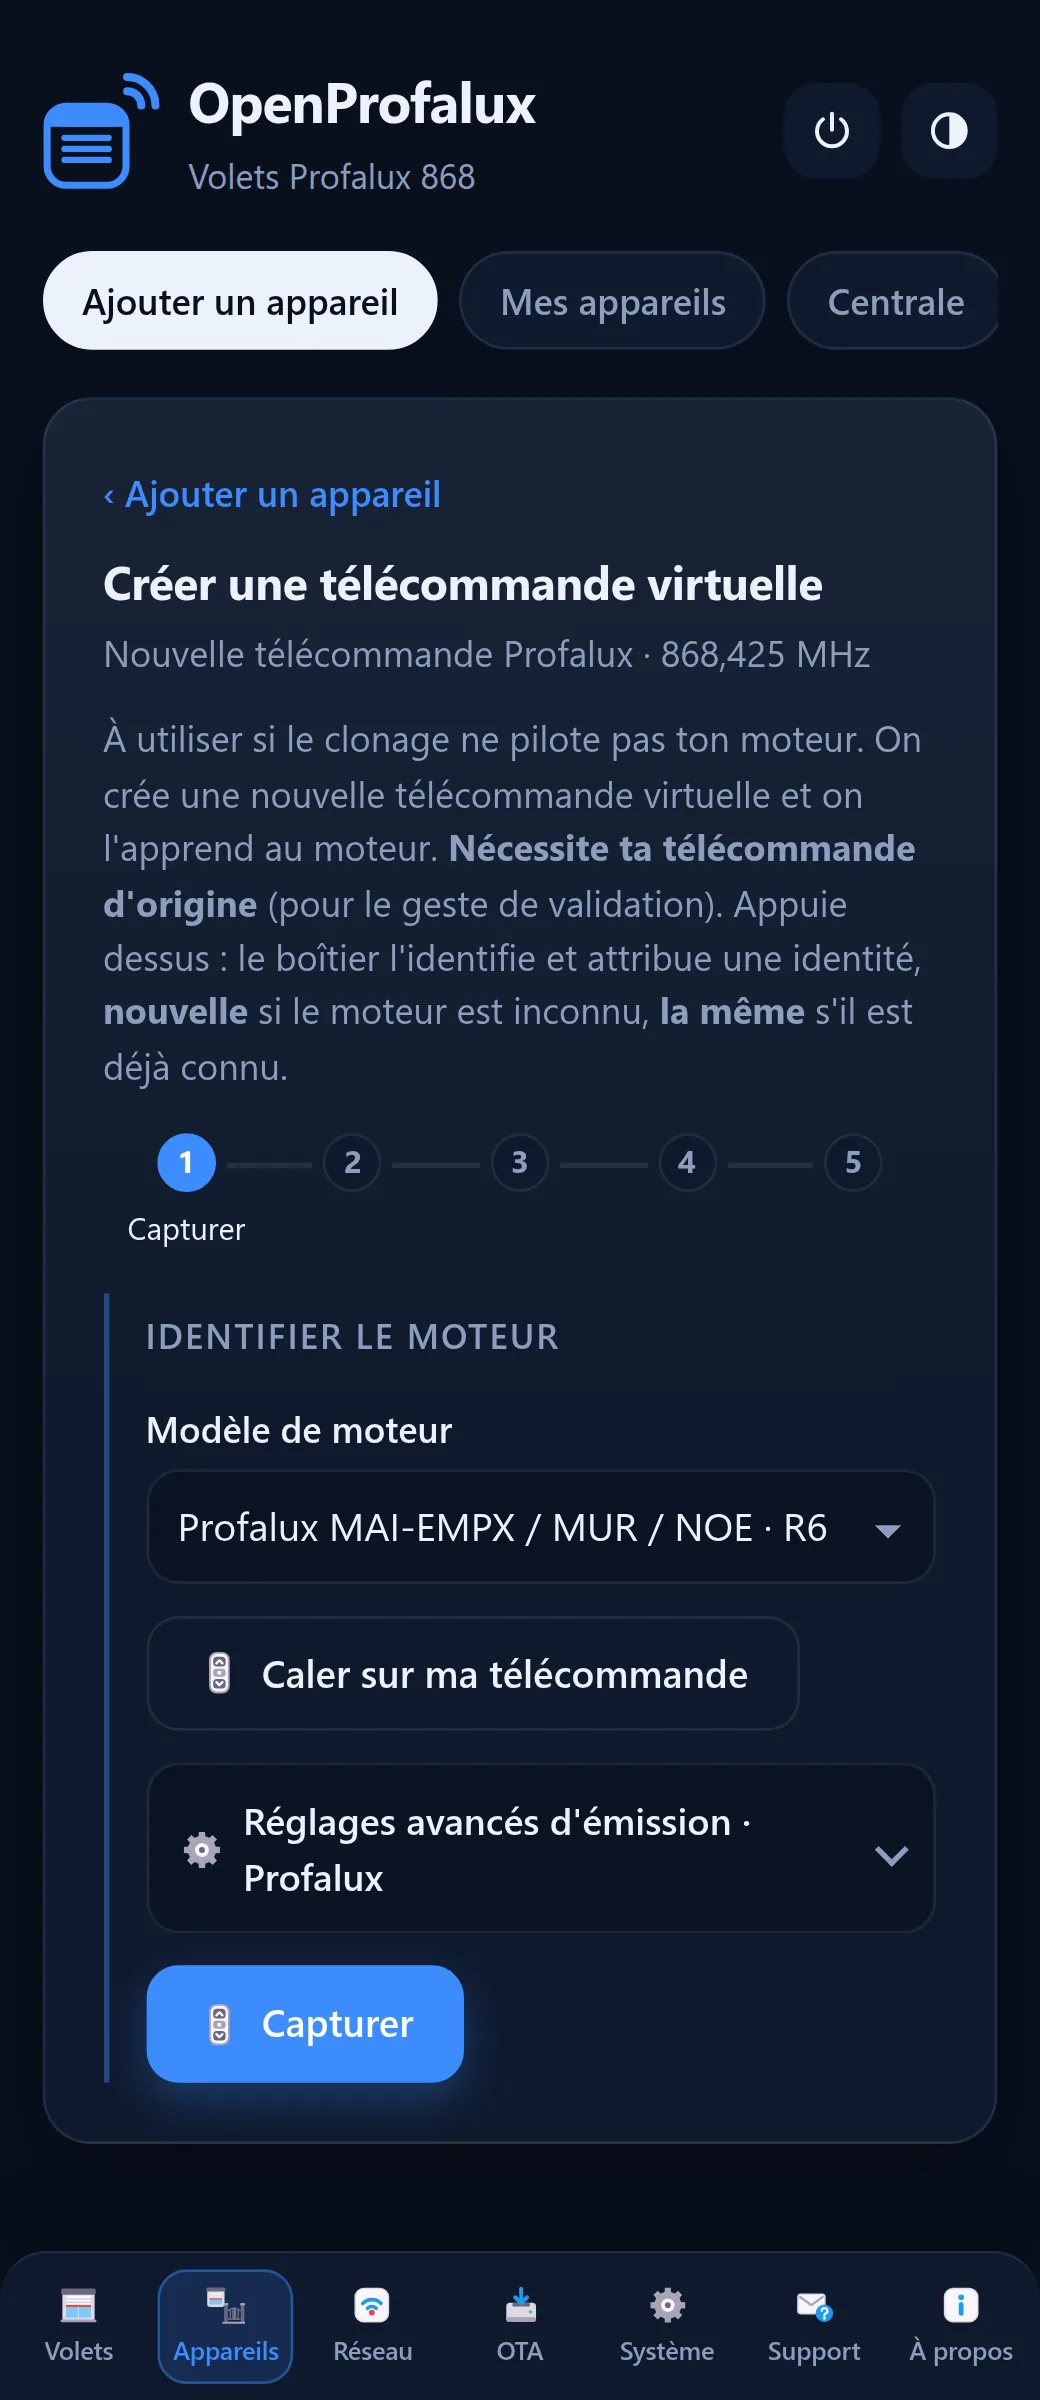 OpenProfalux
Volets Profalux 868
Ajouter un appareil
Mes appareils
Centrale
‹ Ajouter un appareil
Créer une télécommande virtuelle
Nouvelle télécommande Profalux · 868,425 MHz
À utiliser si le clonage ne pilote pas ton moteur. On
crée une nouvelle télécommande virtuelle et on
l'apprend au moteur. Nécessite ta télécommande
d'origine (pour le geste de validation). Appuie
dessus : le boîtier l'identifie et attribue une identité,
nouvelle si le moteur est inconnu, la même s'il est
déjà connu.
1
2
3
4
5
Capturer
IDENTIFIER LE MOTEUR
Modèle de moteur
Profalux MAI-EMPX / MUR / NOE · R6
Caler sur ma télécommande
Réglages avancés d'émission ·
Profalux
Capturer
Volets
Appareils
Réseau
OTA
Système
Support
À propos